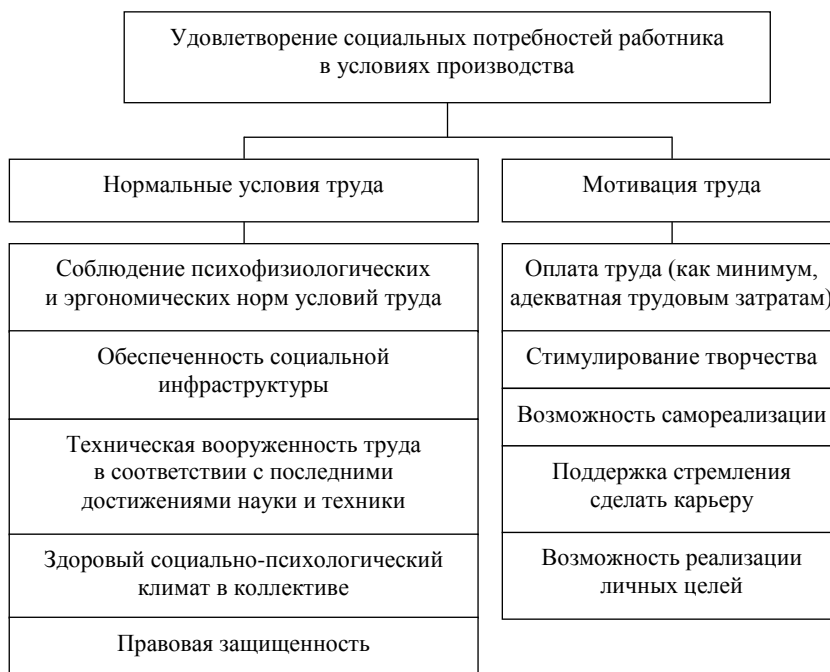 Удовлетворение социальных потребностей работника
в условиях производства
Нормальные условия труда
Соблюдение психофизиологических
и эргономических норм условий труда
Обеспеченность социальной
инфраструктуры
Техническая вооруженность труда
в соответствии с последними
достижениями науки и техники
Здоровый социально-психологический
климат в коллективе
Правовая защищенность
Мотивация труда
Оплата труда (как минимум,
адекватная трудовым затратам)
Стимулирование творчества
Возможность самореализации
Поддержка стремления
сделать карьеру
Возможность реализации
личных целей